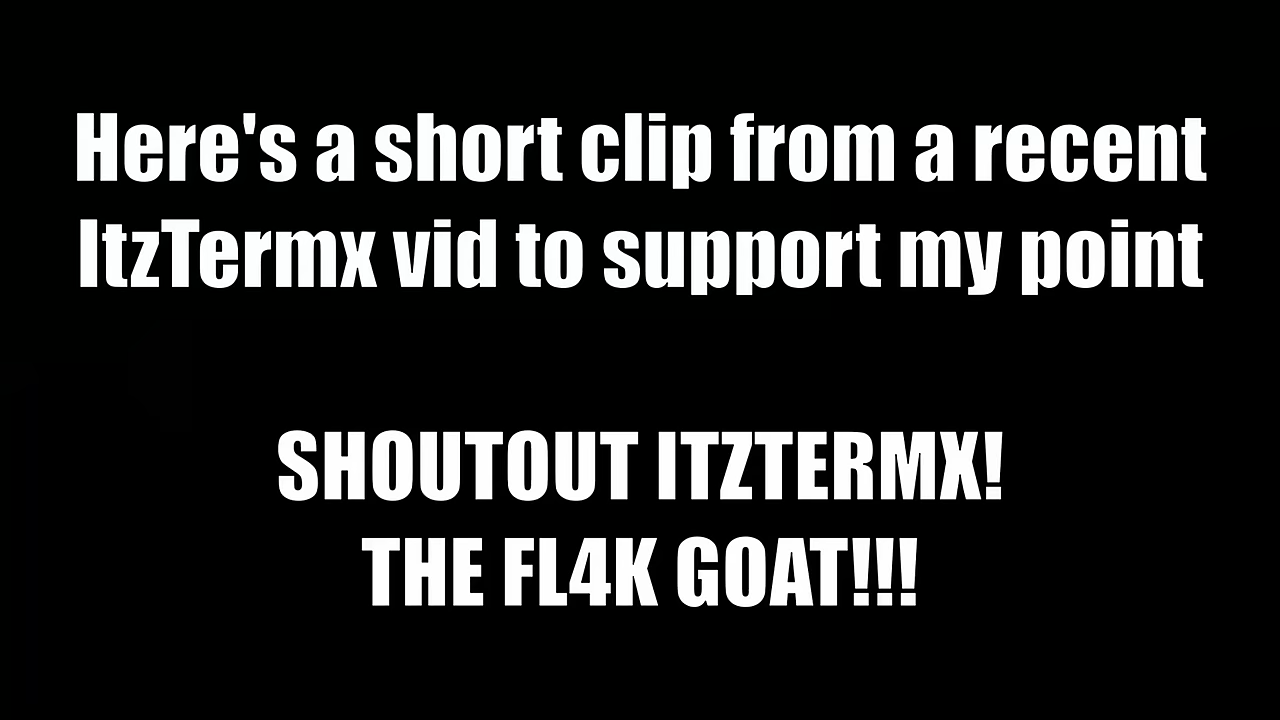 Here's a short clip from a recent
ItzTermx vid to support my point
SHOUTOUT ITZTERMX!
THE FL4K GOAT!!!